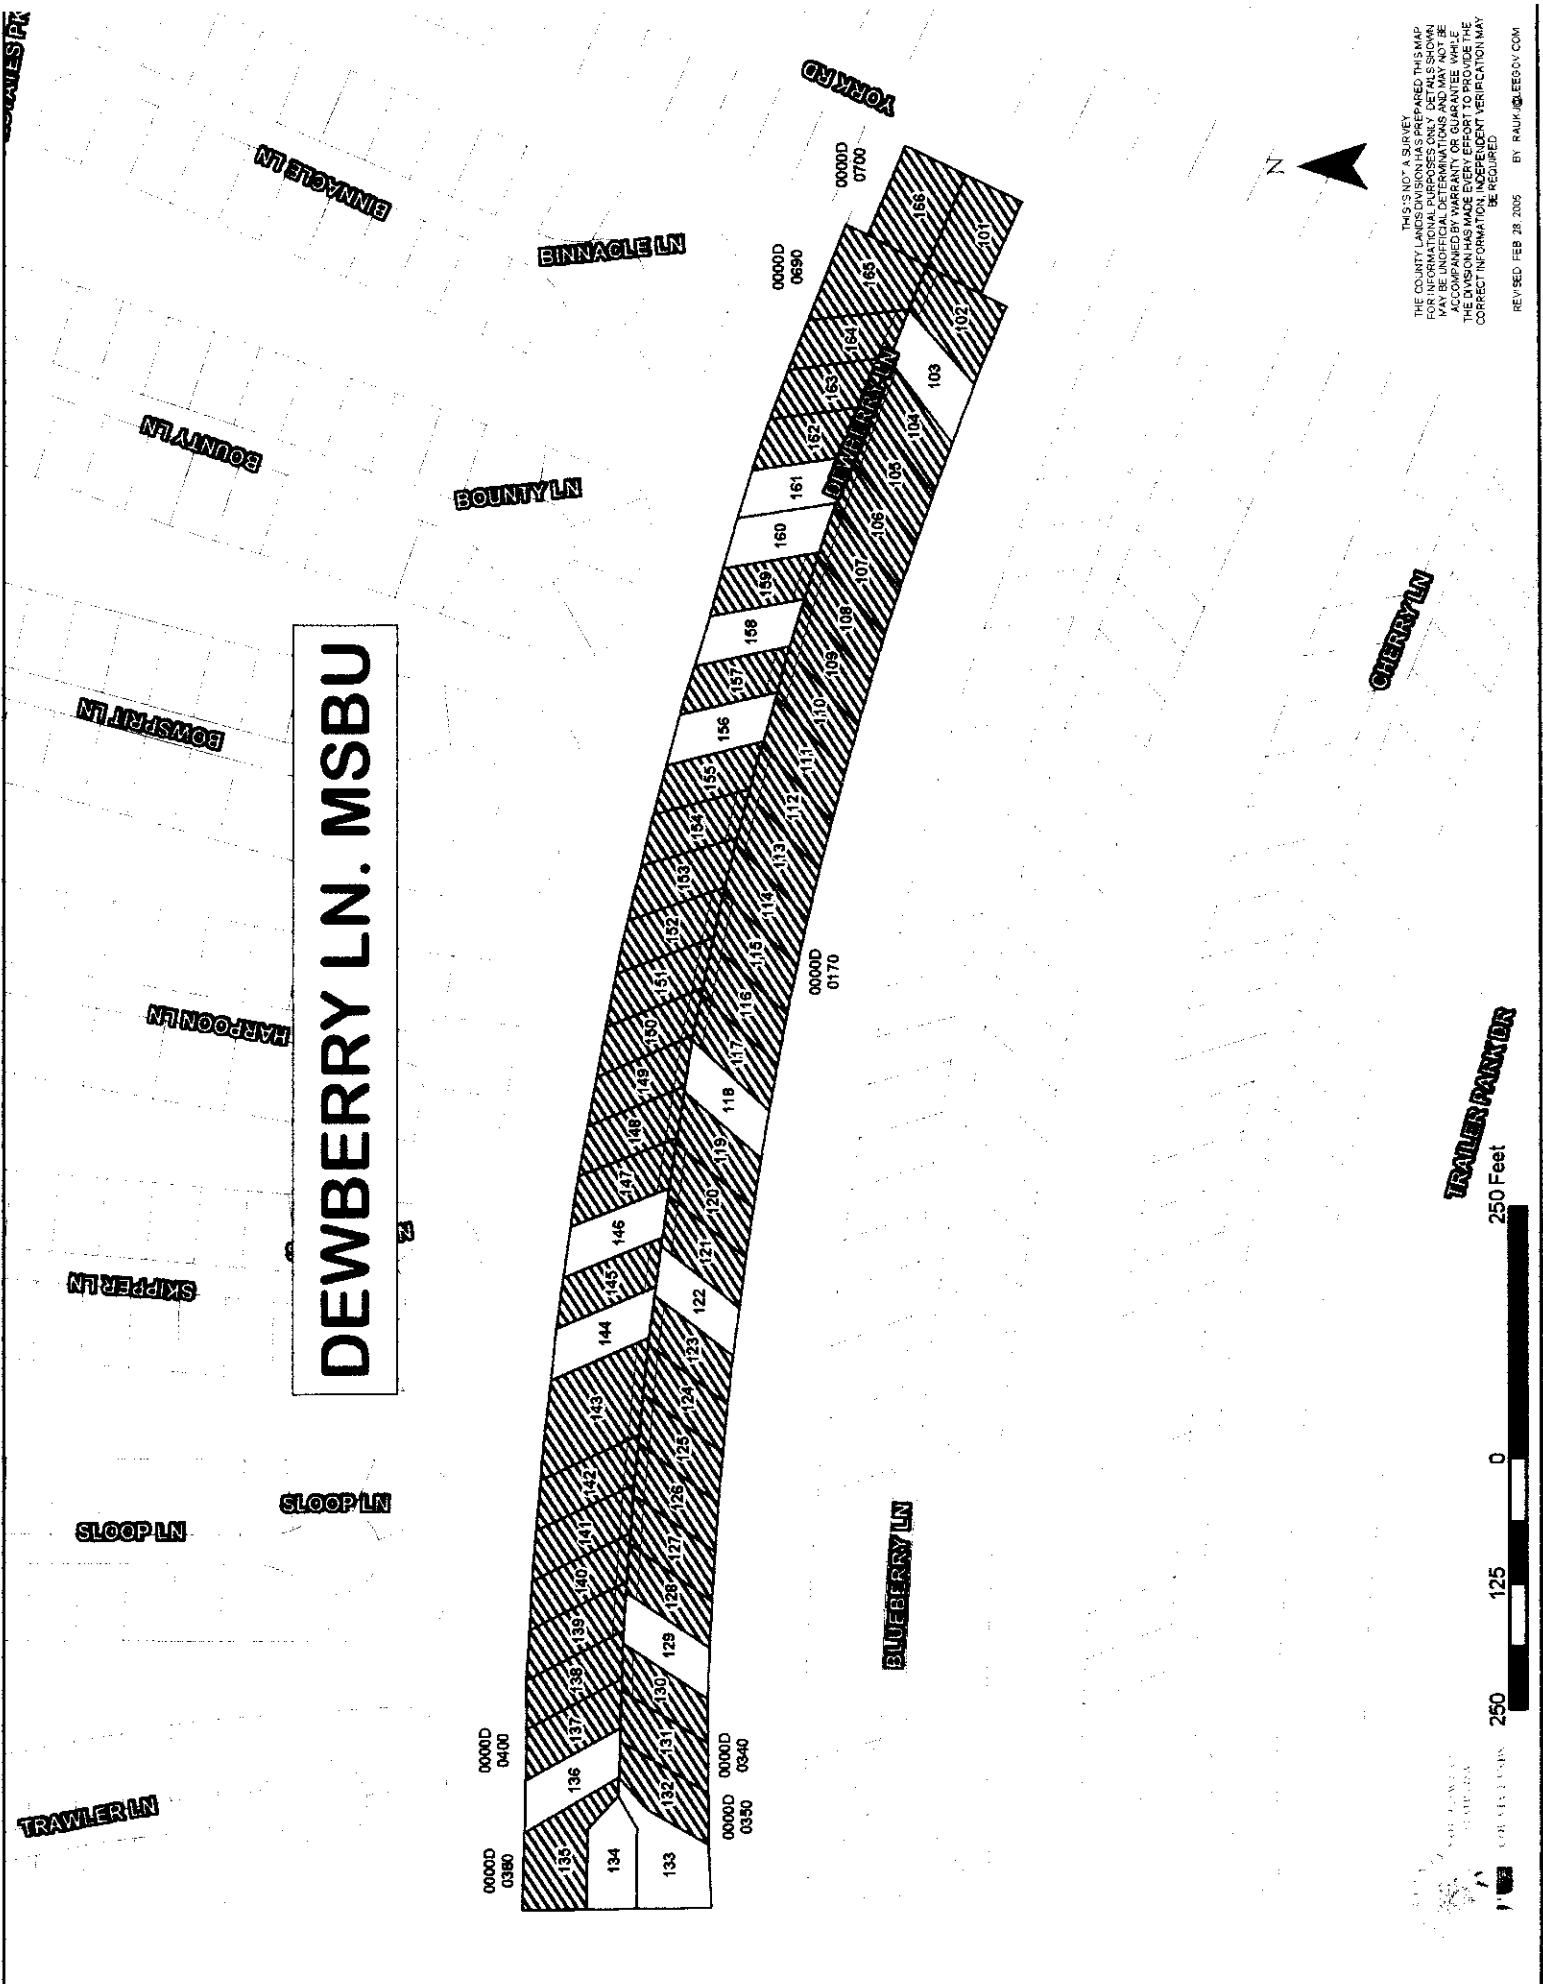 DEWBERRY LN. MSBU
TRAWLER LN
SLOOP LN
SLOOP LN
SKIPPER LN
HARPOON LN
BOWSPRIT LN
BOUNTY LN
BOUNTY LN
BINNACLE LN
BINNACLE LN
YORK RD
0000D
0380
0000D
0400
0000D
0690
0000D
0700
135
136
137
138
139
140
141
142
143
144
145
146
147
148
149
150
151
152
153
154
155
156
157
158
159
160
161
162
163
164
165
166
DEWBERRY LN
134
133
132
131
130
129
128
127
126
125
124
123
122
121
120
119
118
117
116
115
114
113
112
111
110
109
108
107
106
105
104
103
102
101
0000D
0350
0000D
0340
0000D
0170
BLUEBERRY LN
CHERRY LN
TRAILER PARK DR
N
250 125 0 250 Feet
THIS IS NOT A SURVEY
THE COUNTY LANDS DIVISION HAS PREPARED THIS MAP
FOR INFORMATIONAL PURPOSES ONLY. DETAILS SHOWN
MAY BE UNOFFICIAL DETERMINATIONS AND MAY NOT BE
ACCOMPANIED BY WARRANTY OR GUARANTEE. WHILE
THE DIVISION HAS MADE EVERY EFFORT TO PROVIDE THE
CORRECT INFORMATION, INDEPENDENT VERIFICATION MAY
BE REQUIRED
REVISED FEB 28, 2005 BY